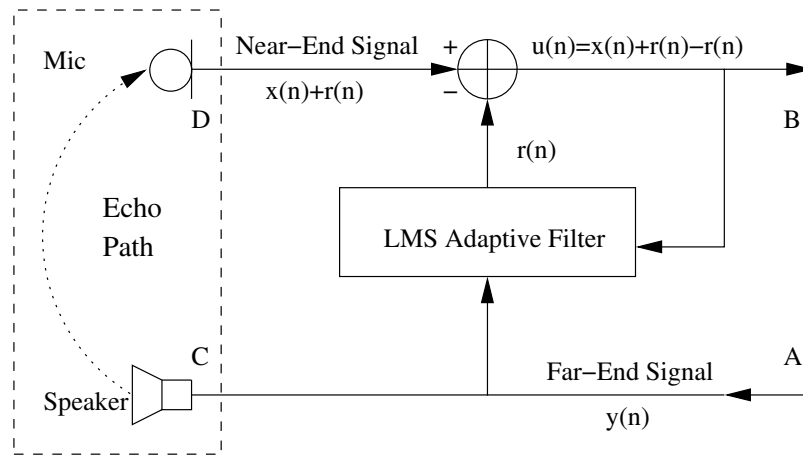 Mic
Near−End Signal
x(n)+r(n)
+
−
u(n)=x(n)+r(n)−r(n)
D
B
r(n)
Echo
Path
LMS Adaptive Filter
C
A
Speaker
Far−End Signal
y(n)